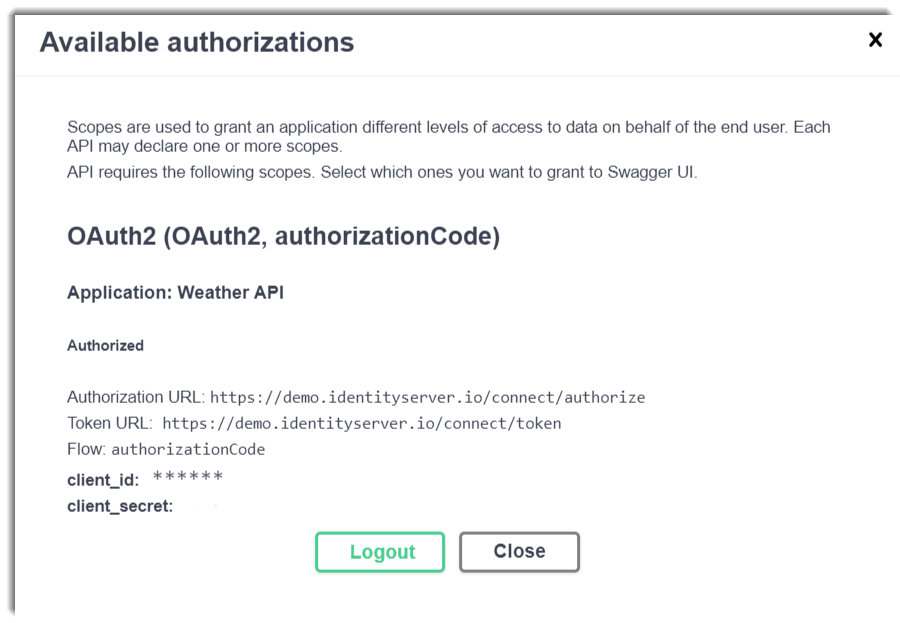 Available authorizations
Scopes are used to grant an application different levels of access to data on behalf of the end user. Each
API may declare one or more scopes.
API requires the following scopes. Select which ones you want to grant to Swagger UI.
OAuth2 (OAuth2, authorizationCode)
Application: Weather API
Authorized
Authorization URL: https://demo.identityserver.io/connect/authorize
Token URL: https://demo.identityserver.io/connect/token
Flow: authorizationCode
client_id: ******
client_secret:
Logout Close